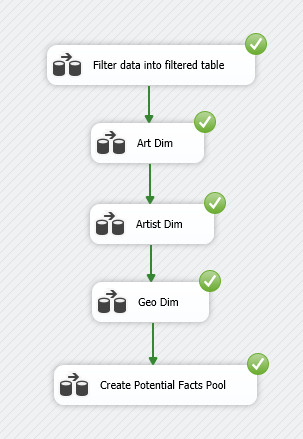 Filter data into filtered table
Art Dim
Artist Dim
Geo Dim
Create Potential Facts Pool